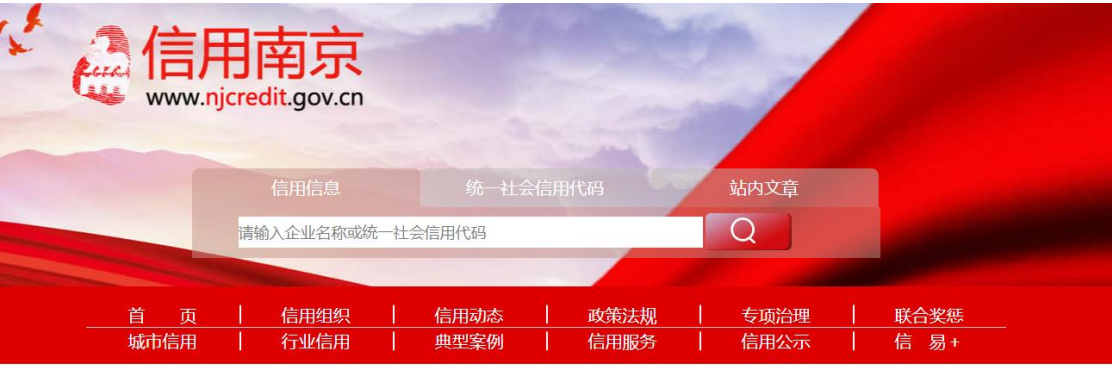 信用南京
www.njcredit.gov.cn
信用信息 统一社会信用代码 站内文章
请输入企业名称或统一社会信用代码
首 页 | 信用组织 | 信用动态 | 政策法规 | 专项治理 | 联合奖惩
城市信用 | 行业信用 | 典型案例 | 信用服务 | 信用公示 | 信 易+